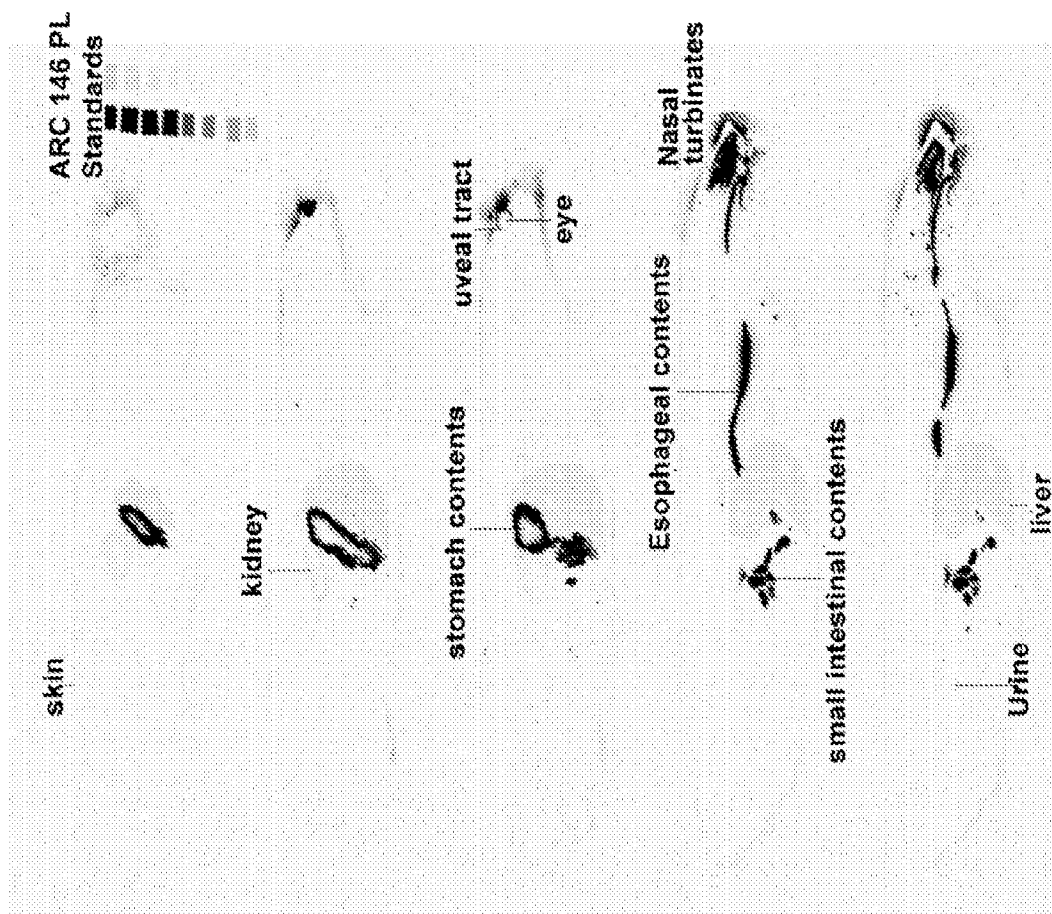 ARC 146 PL
Standards
skin
kidney
uveal tract
eye
stomach contents
Nasal
turbinates
Esophageal contents
small intestinal contents
liver
Urine